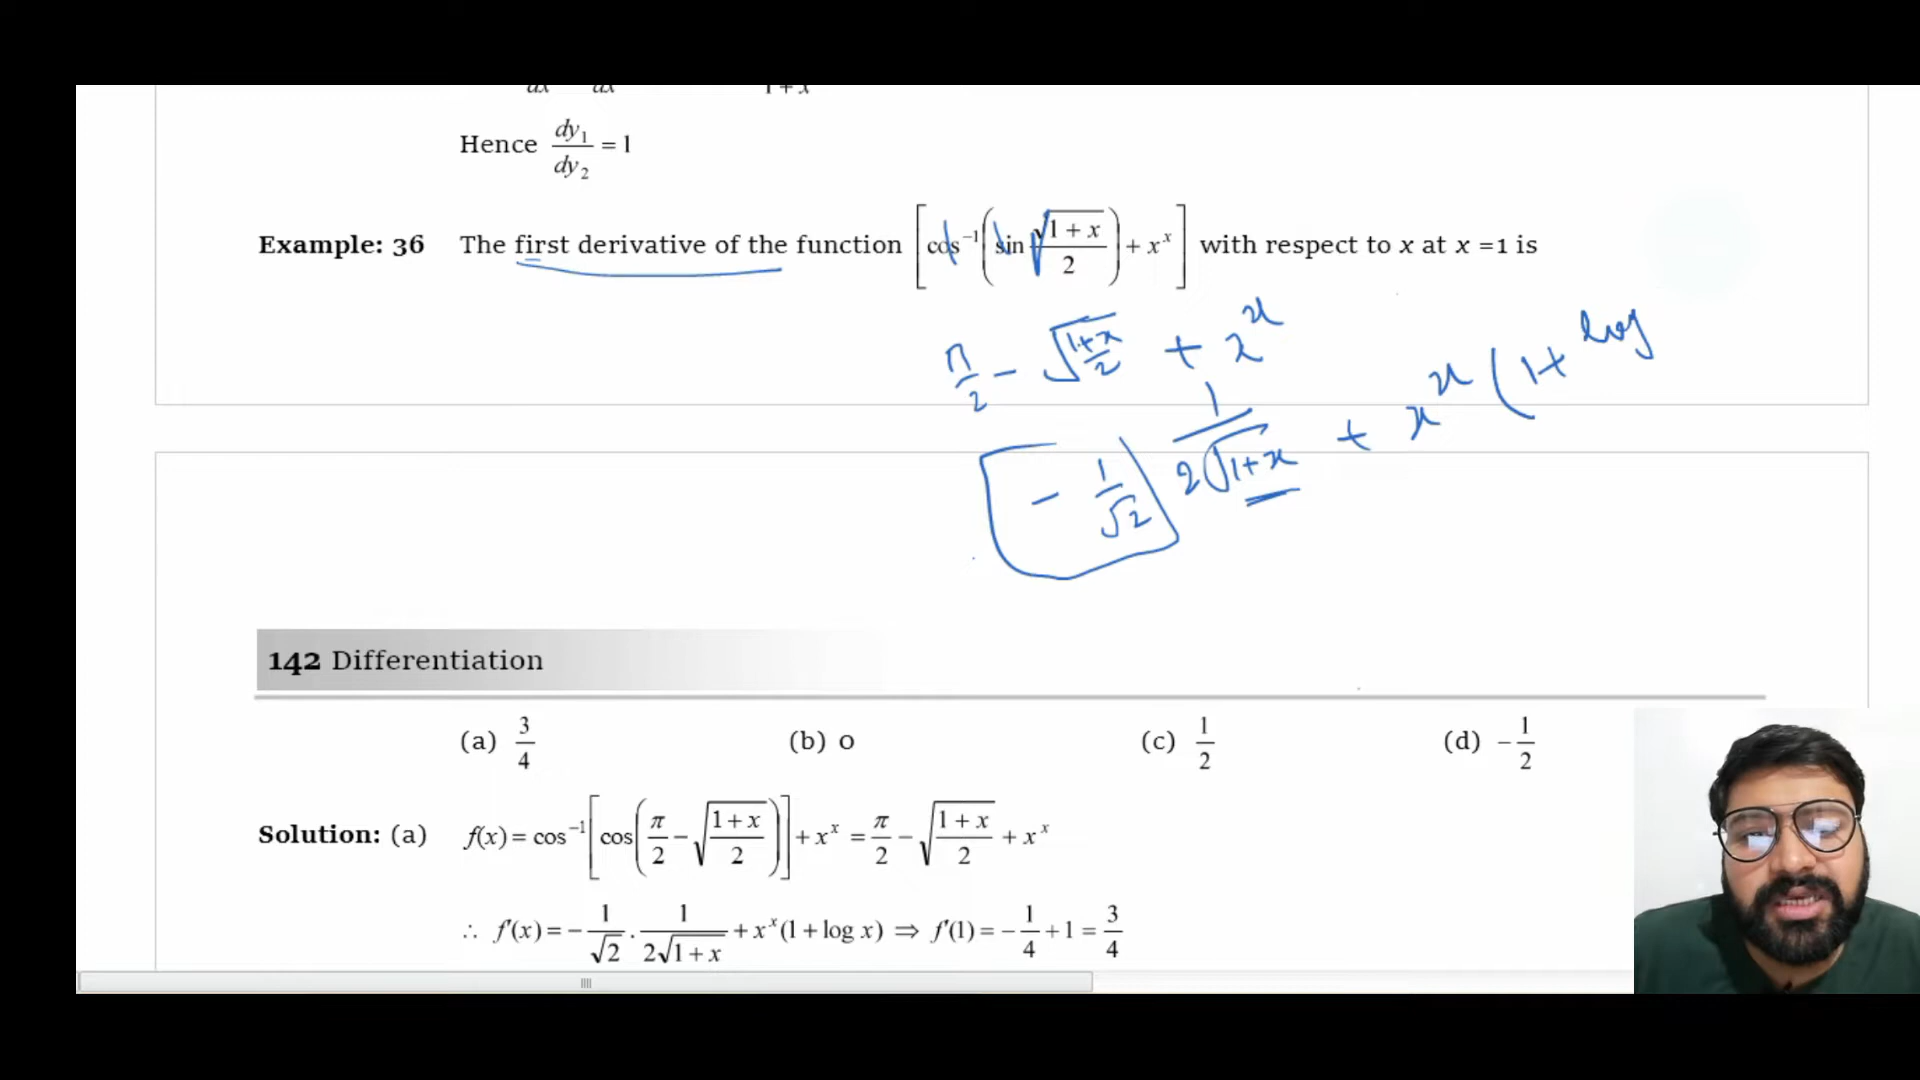 dx dx 1 + x
Hence dy₁/dy₂ = 1
Example: 36 The first derivative of the function [cos⁻¹(sin √(1 + x)/2) + xˣ] with respect to x at x =1 is
π/2 − √((1+x)/2) + xˣ
− 1/√2 1/(2√(1+x)) + xˣ (1+ log
142 Differentiation
(a) 3/4 (b) 0 (c) 1/2 (d) −1/2
Solution: (a) f(x) = cos⁻¹[cos(π/2 − √((1+x)/2))] + xˣ = π/2 − √((1+x)/2) + xˣ
∴ f′(x) = − 1/√2 . 1/(2√(1+x)) + xˣ(1 + log x) ⇒ f′(1) = − 1/4 + 1 = 3/4